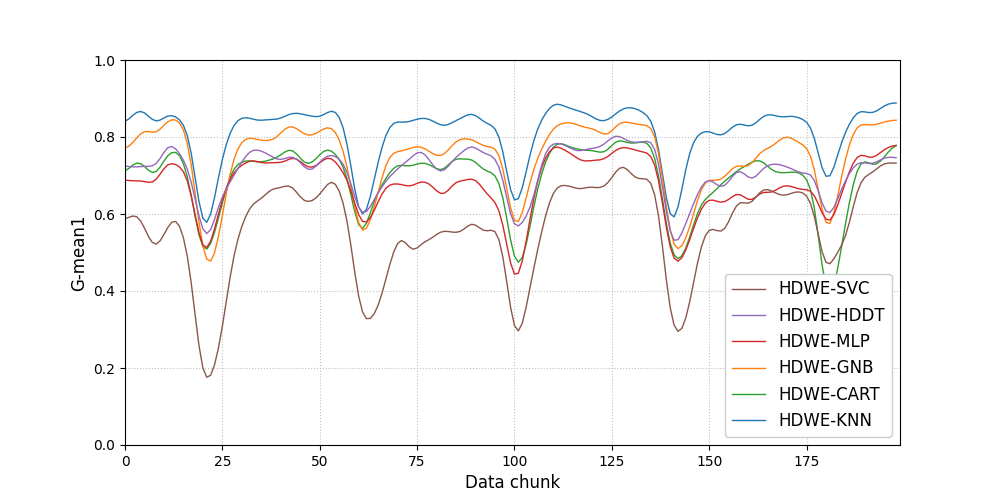 1.0
0.8
0.6
0.4
0.2
0.0
G-mean1
0 25 50 75 100 125 150 175
Data chunk
HDWE-SVC
HDWE-HDDT
HDWE-MLP
HDWE-GNB
HDWE-CART
HDWE-KNN